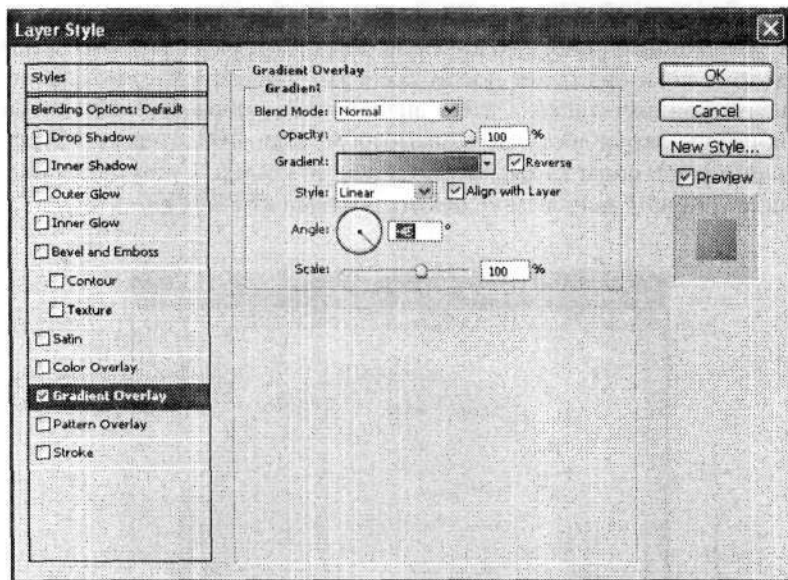 Layer Style
Styles
Blending Options: Default
Drop Shadow
Inner Shadow
Outer Glow
Inner Glow
Bevel and Emboss
Contour
Texture
Satin
Color Overlay
Gradient Overlay
Pattern Overlay
Stroke
Gradient Overlay
Gradient
Blend Mode: Normal
Opacity: 100 %
Gradient: Reverse
Style: Linear Align with Layer
Angle: °
Scale: 100 %
OK
Cancel
New Style...
Preview